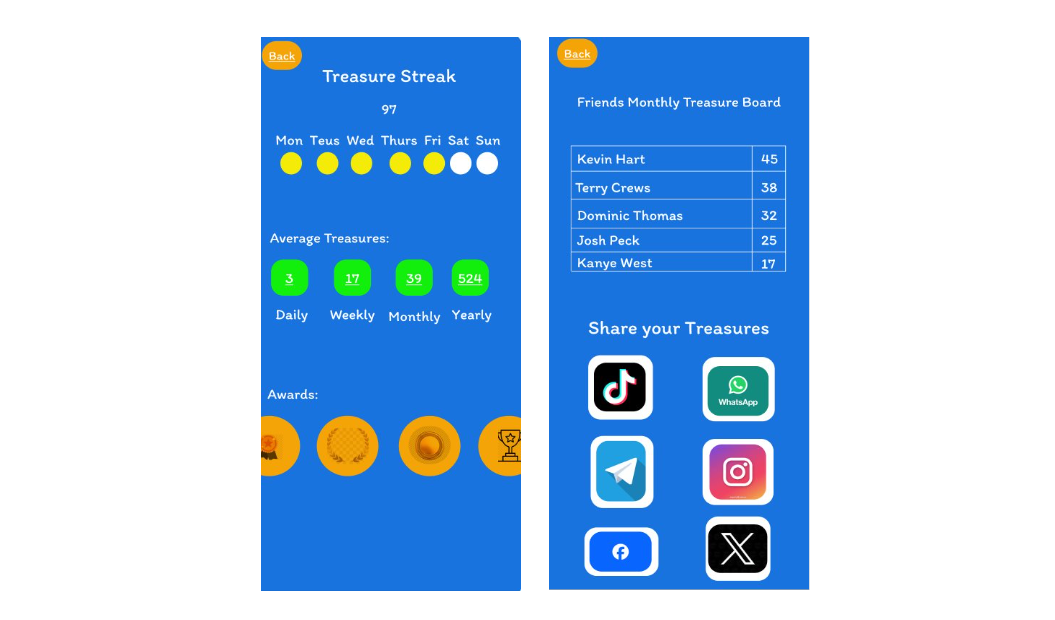 Back
Treasure Streak
97
Mon Teus Wed Thurs Fri Sat Sun
Average Treasures:
3 17 39 524
Daily Weekly Monthly Yearly
Awards:
Back
Friends Monthly Treasure Board
Kevin Hart 45
Terry Crews 38
Dominic Thomas 32
Josh Peck 25
Kanye West 17
Share your Treasures
WhatsApp